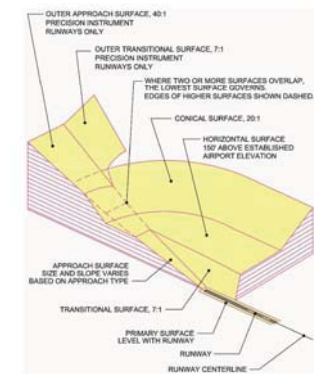 OUTER APPROACH SURFACE, 40:1
PRECISION INSTRUMENT
RUNWAYS ONLY
OUTER TRANSITIONAL SURFACE, 7:1
PRECISION INSTRUMENT
RUNWAYS ONLY
WHERE TWO OR MORE SURFACES OVERLAP,
THE LOWEST SURFACE GOVERNS.
EDGES OF HIGHER SURFACES SHOWN DASHED.
CONICAL SURFACE, 20:1
HORIZONTAL SURFACE
150' ABOVE ESTABLISHED
AIRPORT ELEVATION
APPROACH SURFACE
SIZE AND SLOPE VARIES
BASED ON APPROACH TYPE
TRANSITIONAL SURFACE, 7:1
PRIMARY SURFACE
LEVEL WITH RUNWAY
RUNWAY
RUNWAY CENTERLINE